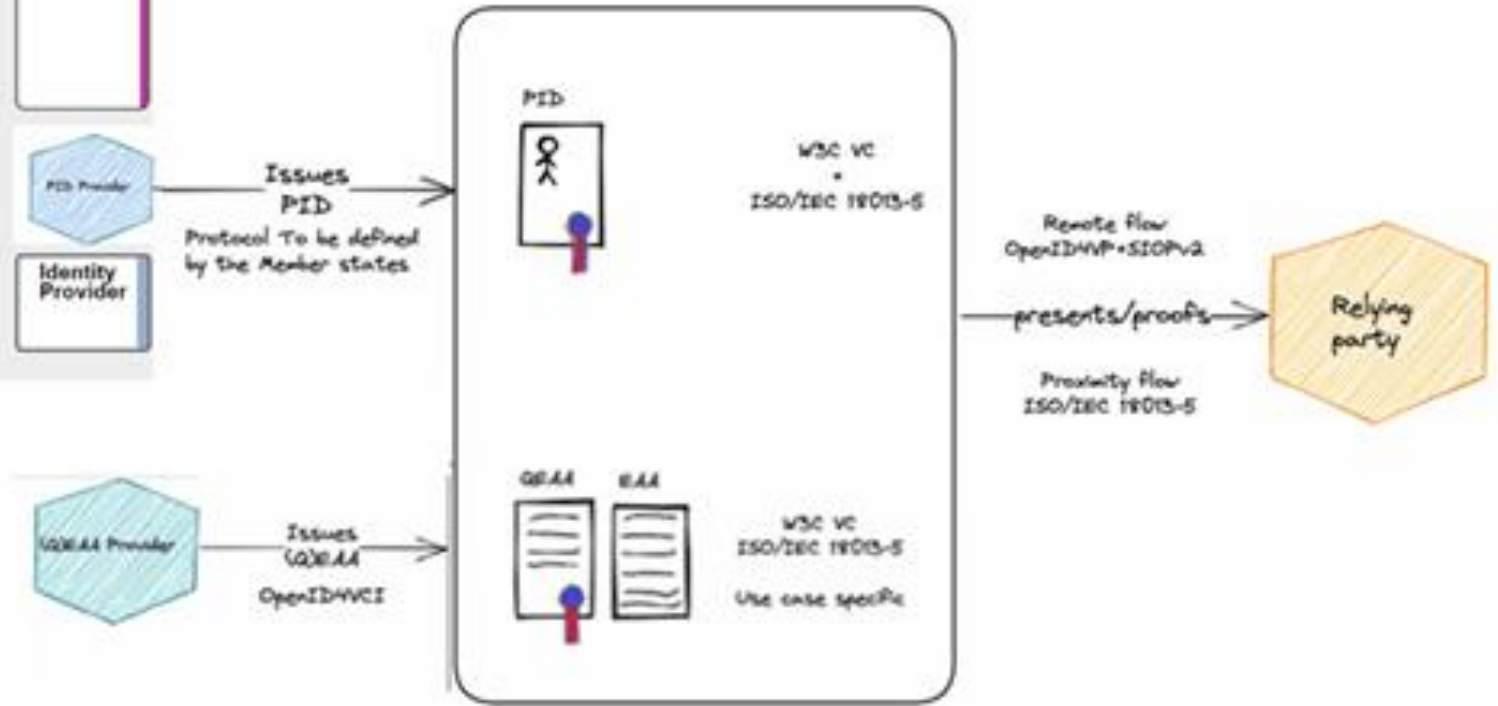 PID Provider
Issues
PID
Protocol To be defined
by the Member states
Identity
Provider
(Q)EAA Provider
Issues
(Q)EAA
OpenID4VCI
PID
W3C VC
+
ISO/IEC 18013-5
QEAA
EAA
W3C VC
ISO/IEC 18013-5
Use case specific
Remote flow
OpenID4VP+SIOPv2
presents/proofs
Proximity flow
ISO/IEC 18013-5
Relying
party